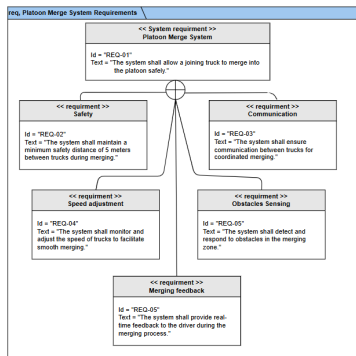 req, Platoon Merge System Requirements
<< System requirment >>
Platoon Merge System
Id = "REQ-01"
Text = "The system shall allow a joining truck to merge into
the platoon safely."
<< requirment >>
Safety
Id = "REQ-02"
Text = "The system shall maintain a
minimum safety distance of 5 meters
between trucks during merging."
<< requirment >>
Communication
Id = "REQ-03"
Text = "The system shall ensure
communication between trucks for
coordinated merging."
<< requirment >>
Speed adjustment
Id = "REQ-04"
Text = "The system shall monitor and
adjust the speed of trucks to facilitate
smooth merging."
<< requirment >>
Obstacles Sensing
Id = "REQ-05"
Text = "The system shall detect and
respond to obstacles in the merging
zone."
<< requirment >>
Merging feedback
Id = "REQ-05"
Text = "The system shall provide real-
time feedback to the driver during the
merging process."